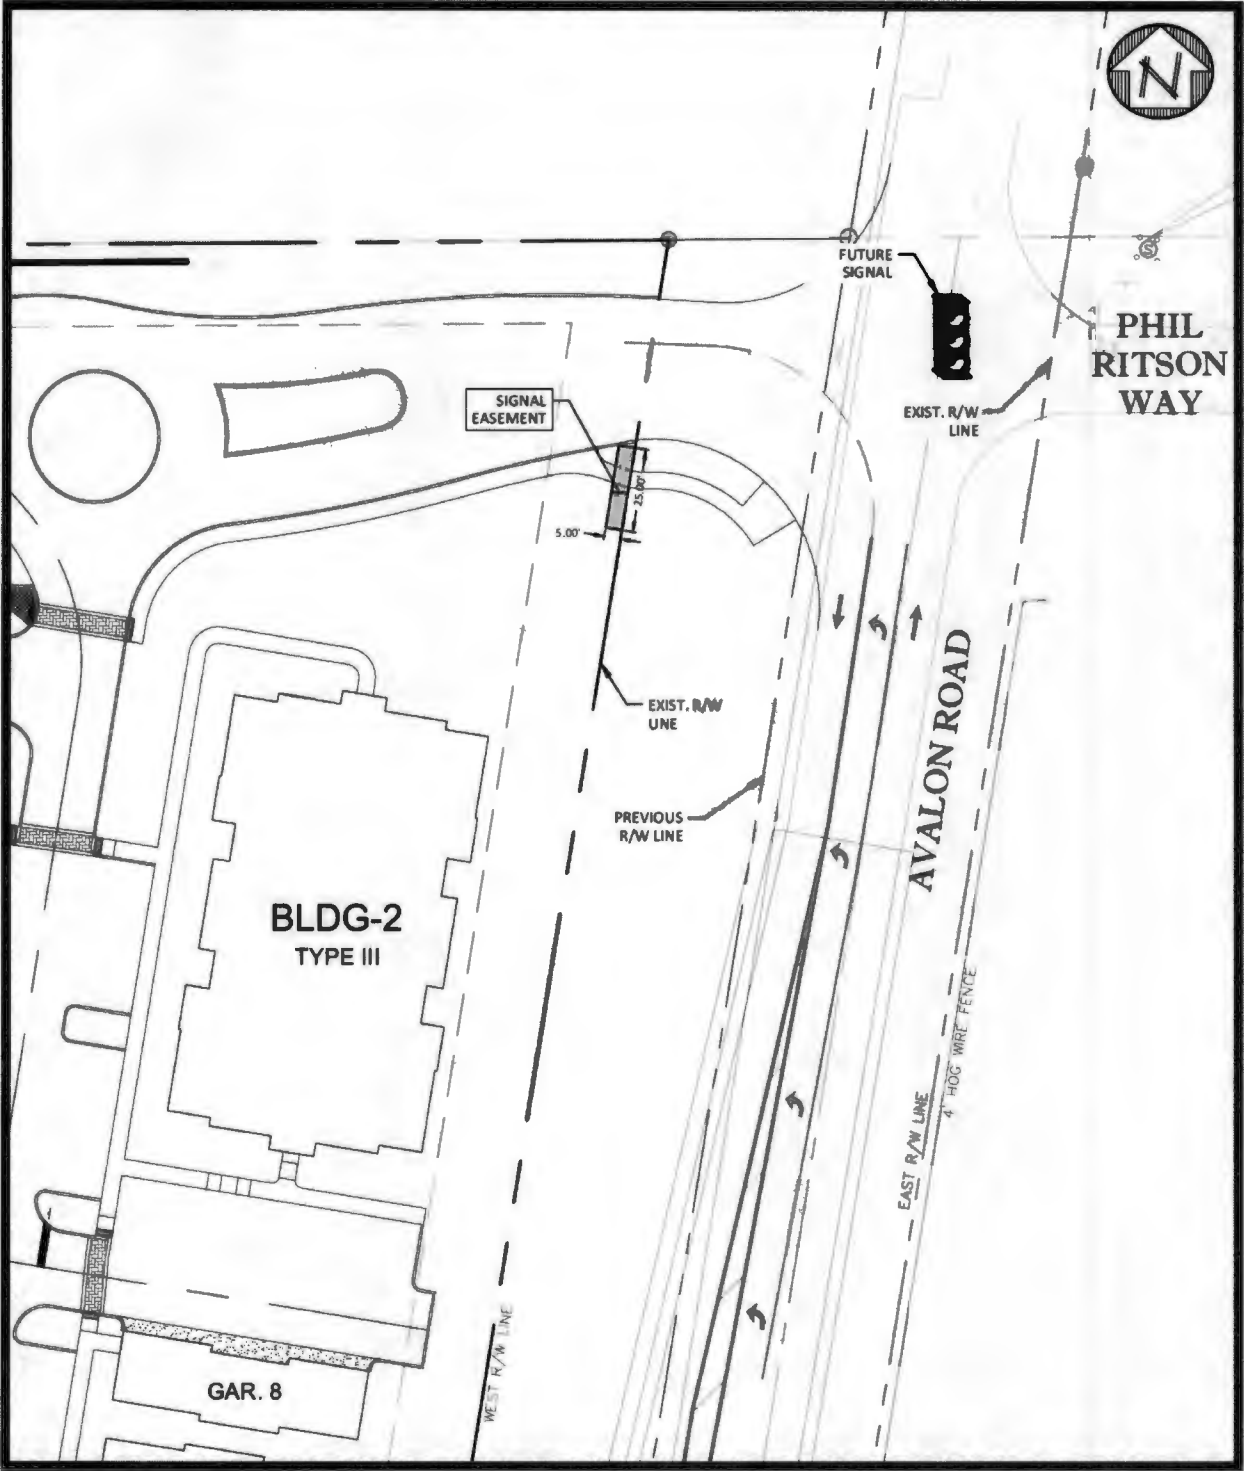 N
FUTURE
SIGNAL
PHIL
RITSON
WAY
SIGNAL
EASEMENT
EXIST. R/W
LINE
25.00'
5.00'
EXIST. R/W
LINE
AVALON ROAD
PREVIOUS
R/W LINE
BLDG-2
TYPE III
4' HOG WIRE FENCE
EAST R/W LINE
WEST R/W LINE
GAR. 8
S